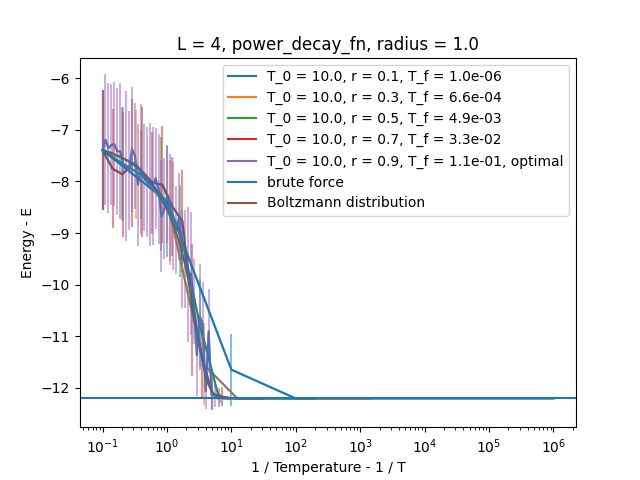 L = 4, power_decay_fn, radius = 1.0
T_0 = 10.0, r = 0.1, T_f = 1.0e-06
T_0 = 10.0, r = 0.3, T_f = 6.6e-04
T_0 = 10.0, r = 0.5, T_f = 4.9e-03
T_0 = 10.0, r = 0.7, T_f = 3.3e-02
T_0 = 10.0, r = 0.9, T_f = 1.1e-01, optimal
brute force
Boltzmann distribution
Energy - E
−6
−7
−8
−9
−10
−11
−12
10⁻¹ 10⁰ 10¹ 10² 10³ 10⁴ 10⁵ 10⁶
1 / Temperature - 1 / T